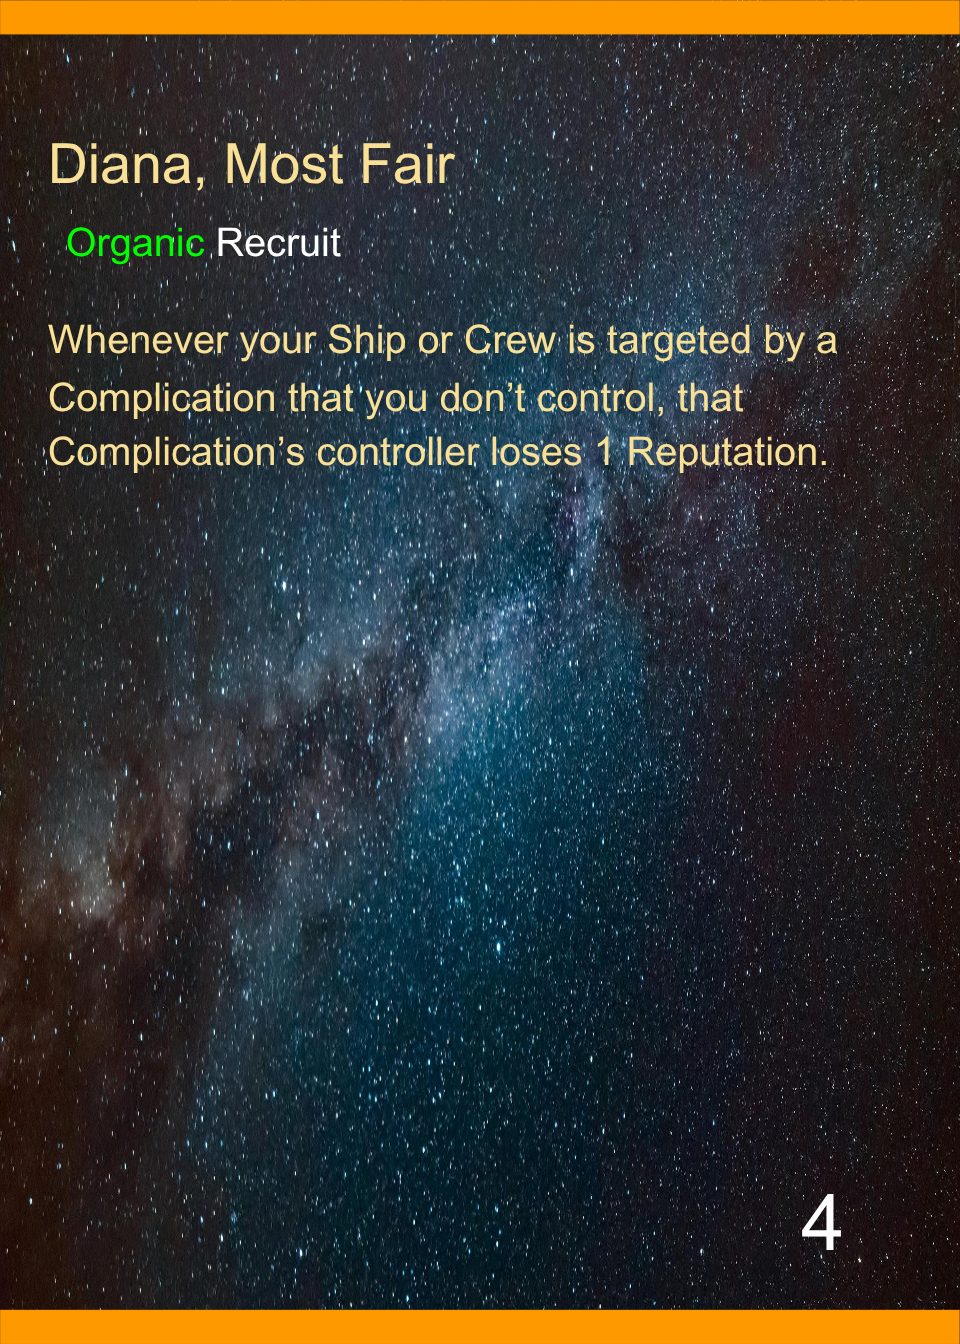 Diana, Most Fair
Organic Recruit
Whenever your Ship or Crew is targeted by a
Complication that you don’t control, that
Complication’s controller loses 1 Reputation.
4